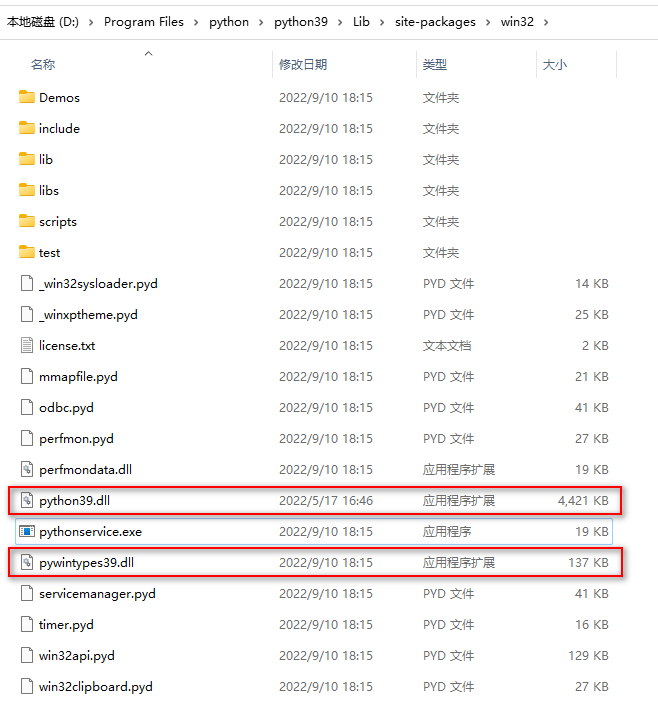 本地磁盘 (D:) > Program Files > python > python39 > Lib > site-packages > win32 >
名称 修改日期 类型 大小
Demos 2022/9/10 18:15 文件夹
include 2022/9/10 18:15 文件夹
lib 2022/9/10 18:15 文件夹
libs 2022/9/10 18:15 文件夹
scripts 2022/9/10 18:15 文件夹
test 2022/9/10 18:15 文件夹
_win32sysloader.pyd 2022/9/10 18:15 PYD 文件 14 KB
_winxptheme.pyd 2022/9/10 18:15 PYD 文件 25 KB
license.txt 2022/9/10 18:15 文本文档 2 KB
mmapfile.pyd 2022/9/10 18:15 PYD 文件 21 KB
odbc.pyd 2022/9/10 18:15 PYD 文件 41 KB
perfmon.pyd 2022/9/10 18:15 PYD 文件 27 KB
perfmondata.dll 2022/9/10 18:15 应用程序扩展 19 KB
python39.dll 2022/5/17 16:46 应用程序扩展 4,421 KB
pythonservice.exe 2022/9/10 18:15 应用程序 19 KB
pywintypes39.dll 2022/9/10 18:15 应用程序扩展 137 KB
servicemanager.pyd 2022/9/10 18:15 PYD 文件 41 KB
timer.pyd 2022/9/10 18:15 PYD 文件 16 KB
win32api.pyd 2022/9/10 18:15 PYD 文件 129 KB
win32clipboard.pyd 2022/9/10 18:15 PYD 文件 27 KB